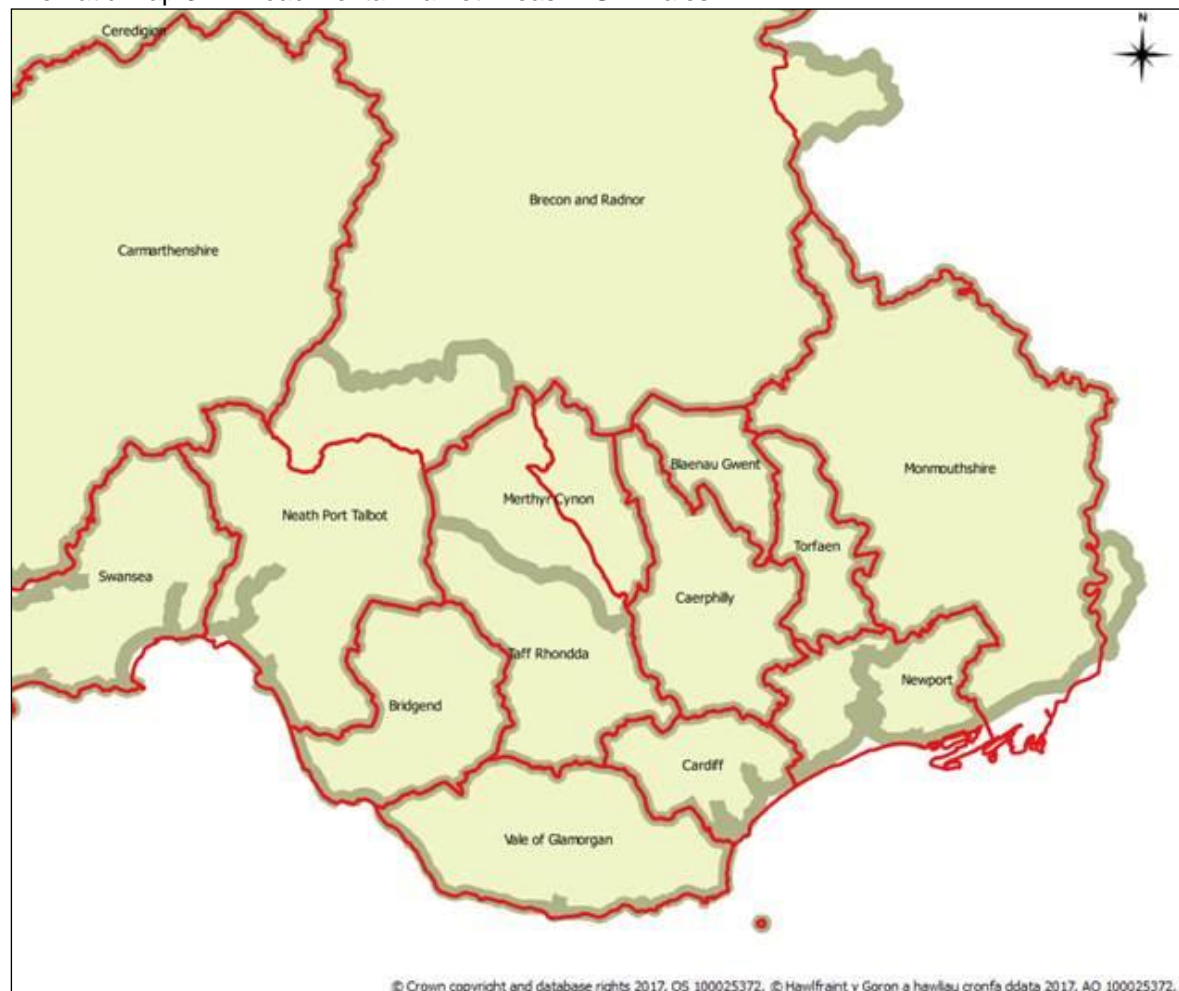 N
Ceredigion
Brecon and Radnor
Carmarthenshire
Blaenau Gwent
Monmouthshire
Merthyr Cynon
Neath Port Talbot
Torfaen
Swansea
Caerphilly
Taff Rhondda
Newport
Bridgend
Cardiff
Vale of Glamorgan
© Crown copyright and database rights 2017, OS 100025372, © Hawlfraint y Goron a hawliau cronfa ddata 2017, AO 100025372,